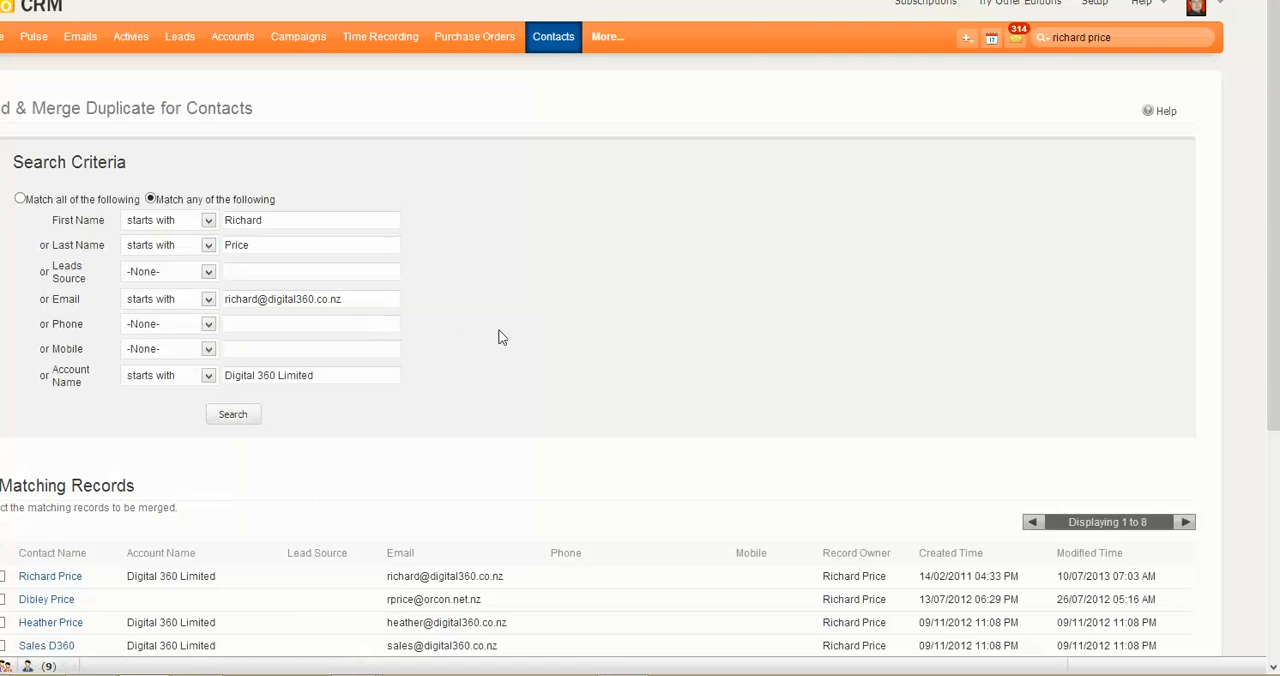 CRM
Subscriptions Try Other Editions Setup Help
e Pulse Emails Activies Leads Accounts Campaigns Time Recording Purchase Orders Contacts More... 17 314 richard price
d & Merge Duplicate for Contacts
Help
Search Criteria
Match all of the following Match any of the following
First Name starts with Richard
or Last Name starts with Price
or Leads Source -None-
or Email starts with richard@digital360.co.nz
or Phone -None-
or Mobile -None-
or Account Name starts with Digital 360 Limited
Search
Matching Records
ct the matching records to be merged.
Displaying 1 to 8
Contact Name Account Name Lead Source Email Phone Mobile Record Owner Created Time Modified Time
Richard Price Digital 360 Limited richard@digital360.co.nz Richard Price 14/02/2011 04:33 PM 10/07/2013 07:03 AM
Dibley Price rprice@orcon.net.nz Richard Price 13/07/2012 06:29 PM 26/07/2012 05:16 AM
Heather Price Digital 360 Limited heather@digital360.co.nz Richard Price 09/11/2012 11:08 PM 09/11/2012 11:08 PM
Sales D360 Digital 360 Limited sales@digital360.co.nz Richard Price 09/11/2012 11:08 PM 09/11/2012 11:08 PM
(9)